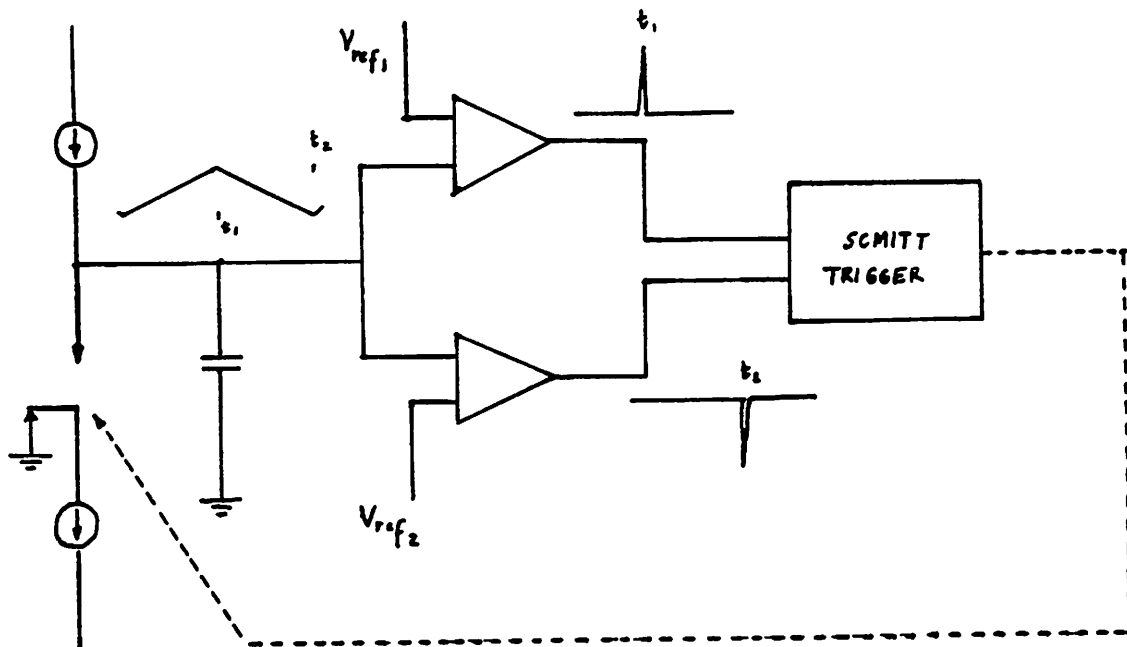 Vref1
t1
t2
t1
SCMITT
TRIGGER
t2
Vref2